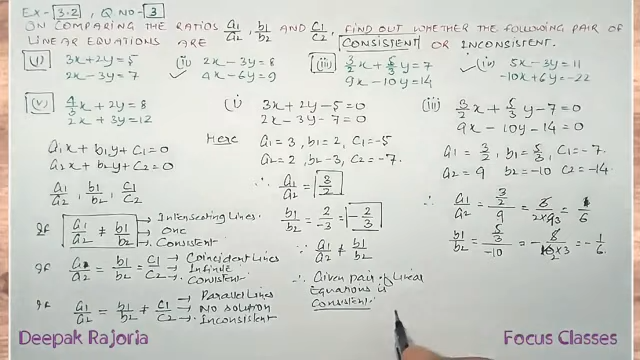 EX-3.2, Q.NO-3
ON COMPARING THE RATIOS a1/a2, b1/b2, AND c1/c2, FIND OUT WHETHER THE FOLLOWING PAIR OF
LINEAR EQUATIONS ARE CONSISTENT OR INCONSISTENT.
(i) 3x+2y=5
2x-3y=7
(ii) 2x-3y=8
4x-6y=9
(iii) 3/2x+5/3y=7
9x-10y=14
(iv) 5x-3y=11
-10x+6y=-22
(v) 4/3x+2y=8
2x+3y=12
a1x+b1y+c1=0
a2x+b2y+c2=0
a1/a2, b1/b2, c1/c2
If a1/a2 ≠ b1/b2 → Intersecting Lines.
→ One
→ Consistent
If a1/a2 = b1/b2 = c1/c2 → Coincident Lines
→ Infinite
→ Consistent
If a1/a2 = b1/b2 ≠ c1/c2 → Parallel Lines
→ No solution
→ Inconsistent
(i) 3x+2y-5=0
2x-3y-7=0
Here a1=3, b1=2, c1=-5
a2=2, b2-3, c2=-7.
∴ a1/a2 = 3/2
b1/b2 = 2/-3 = -2/3
∵ a1/a2 ≠ b1/b2
∴ Given pair of Linear
Equations is
Consistent.
(iii) 3/2x+5/3y-7=0
9x-10y-14=0
a1=3/2, b1=5/3, c1=-7.
a2=9 b2=-10 c2=-14.
∴ a1/a2 = 3/2/9 = 3/2×9 3 = 1/6
b1/b2 = 5/3/-10 = = -1/6.
Deepak Rajoria
Focus Classes